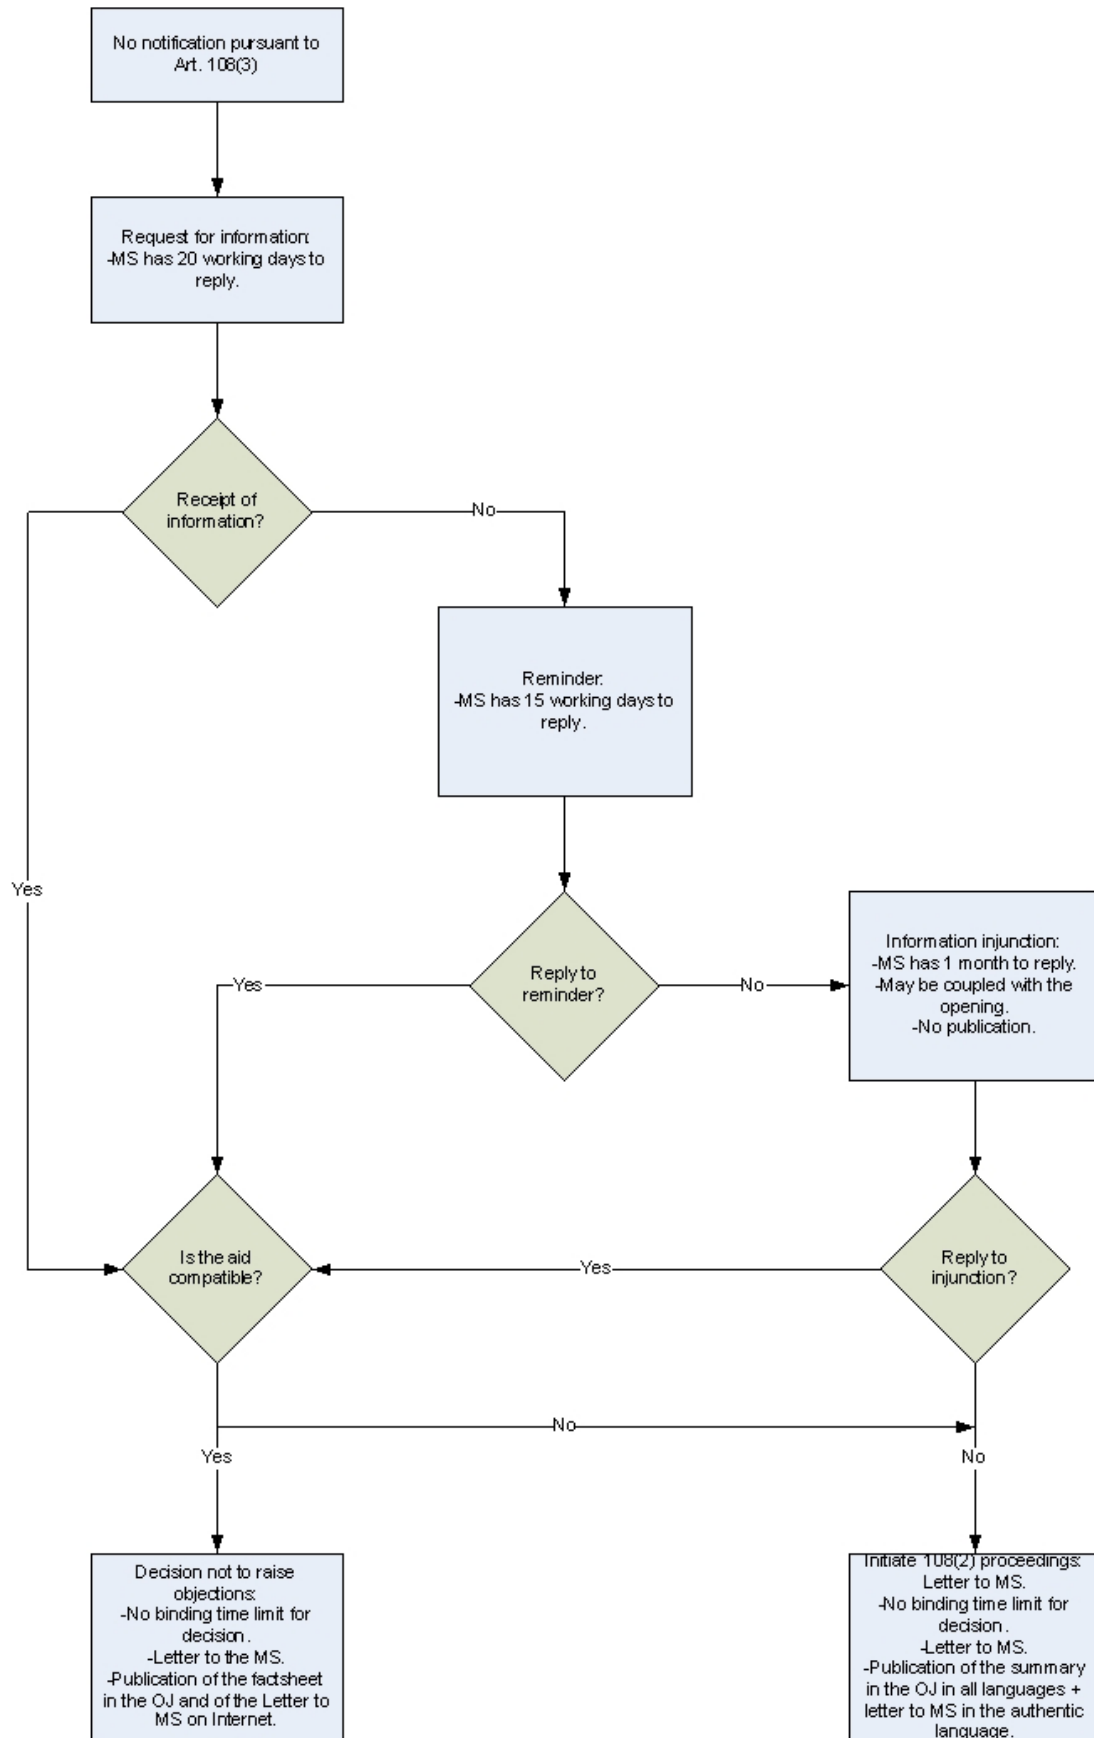 No notification pursuant to
Art. 108(3)
Request for information:
-MS has 20 working days to
reply.
Receipt of
information?
No
Reminder:
-MS has 15 working days to
reply.
Yes
Reply to
reminder?
Yes
No
Information injunction:
-MS has 1 month to reply.
-May be coupled with the
opening.
-No publication.
Is the aid
compatible?
Yes
Reply to
injunction?
No
Yes
No
Decision not to raise
objections:
-No binding time limit for
decision.
-Letter to the MS.
-Publication of the factsheet
in the OJ and of the Letter to
MS on Internet.
Initiate 108(2) proceedings:
Letter to MS.
-No binding time limit for
decision.
-Letter to MS.
-Publication of the summary
in the OJ in all languages +
letter to MS in the authentic
language.